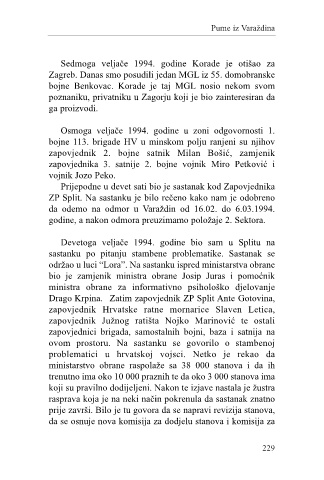 Pume iz Varaždina
Sedmoga veljače 1994. godine Korade je otišao za
Zagreb. Danas smo posudili jedan MGL iz 55. domobranske
bojne Benkovac. Korade je taj MGL nosio nekom svom
poznaniku, privatniku u Zagorju koji je bio zainteresiran da
ga proizvodi.
Osmoga veljače 1994. godine u zoni odgovornosti 1.
bojne 113. brigade HV u minskom polju ranjeni su njihov
zapovjednik 2. bojne satnik Milan Bošić, zamjenik
zapovjednika 3. satnije 2. bojne vojnik Miro Petković i
vojnik Jozo Peko.
Prijepodne u devet sati bio je sastanak kod Zapovjednika
ZP Split. Na sastanku je bilo rečeno kako nam je odobreno
da odemo na odmor u Varaždin od 16.02. do 6.03.1994.
godine, a nakon odmora preuzimamo položaje 2. Sektora.
Devetoga veljače 1994. godine bio sam u Splitu na
sastanku po pitanju stambene problematike. Sastanak se
održao u luci “Lora”. Na sastanku ispred ministarstva obrane
bio je zamjenik ministra obrane Josip Juras i pomoćnik
ministra obrane za informativno psihološko djelovanje
Drago Krpina. Zatim zapovjednik ZP Split Ante Gotovina,
zapovjednik Hrvatske ratne mornarice Slaven Letica,
zapovjednik Južnog ratišta Nojko Marinović te ostali
zapovjednici brigada, samostalnih bojni, baza i satnija na
ovom prostoru. Na sastanku se govorilo o stambenoj
problematici u hrvatskoj vojsci. Netko je rekao da
ministarstvo obrane raspolaže sa 38 000 stanova i da ih
trenutno ima oko 10 000 praznih te da oko 3 000 stanova ima
koji su pravilno dodijeljeni. Nakon te izjave nastala je žustra
rasprava koja je na neki način pokrenula da sastanak znatno
prije završi. Bilo je tu govora da se napravi revizija stanova,
da se osnuje nova komisija za dodjelu stanova i komisija za
229